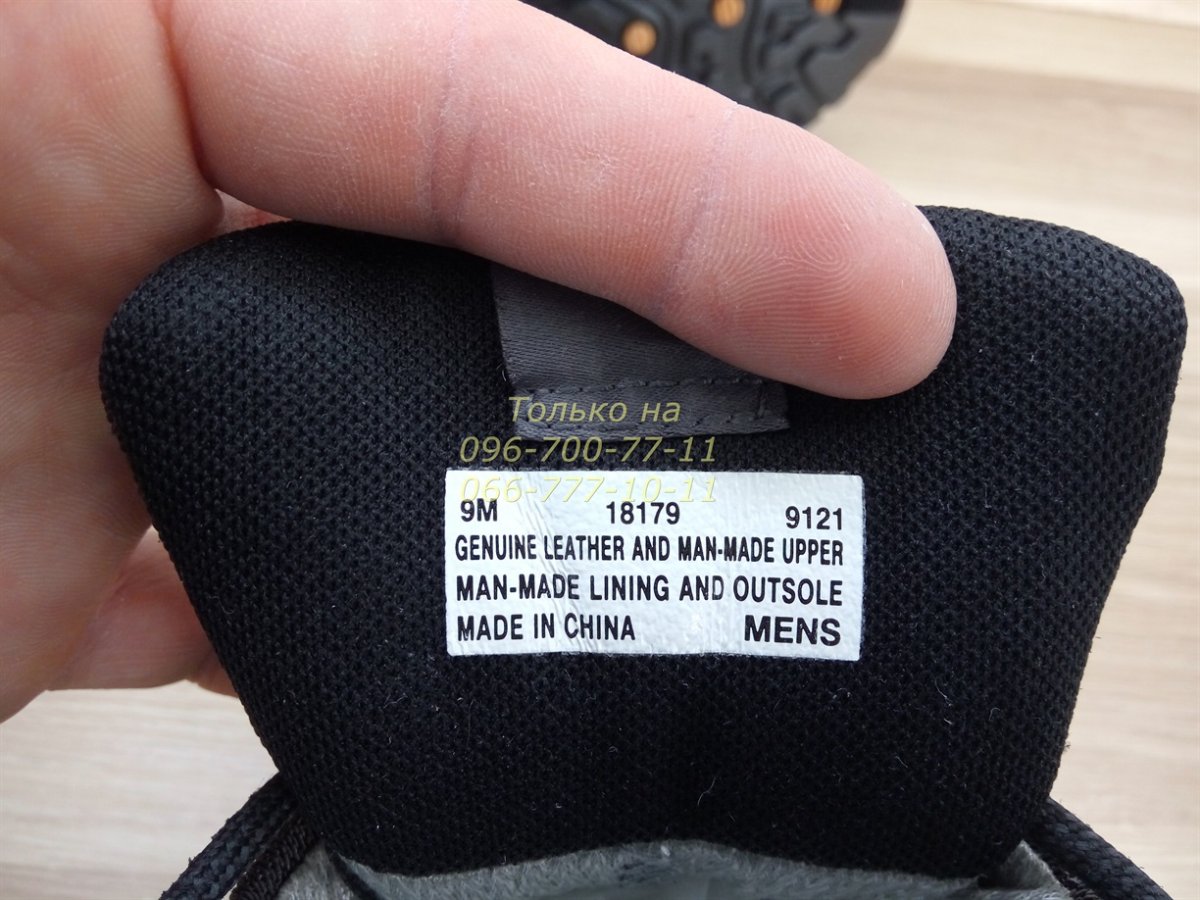 Только на
096-700-77-11
066-777-10-11
9M 18179 9121
GENUINE LEATHER AND MAN-MADE UPPER
MAN-MADE LINING AND OUTSOLE
MADE IN CHINA MENS